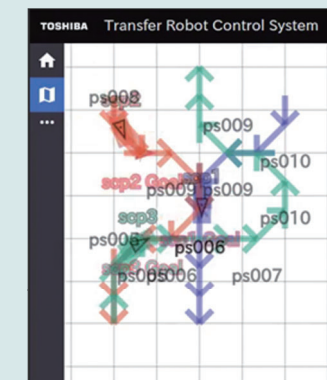 TOSHIBA Transfer Robot Control System
ps008
ps009
ps010
scp2 Goal
ps009
ps009
scp3
ps010
ps005
ps006
ps006
ps007